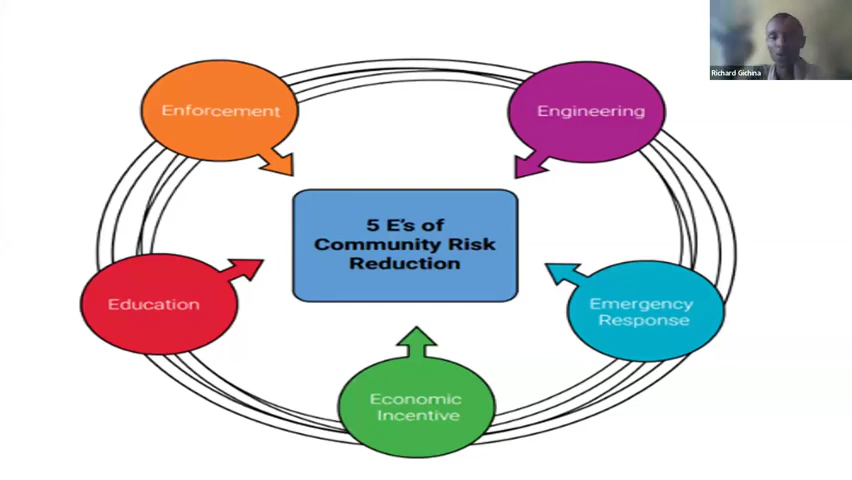 Richard Gichina
Enforcement
Engineering
5 E's of
Community Risk
Reduction
Education
Emergency
Response
Economic
Incentive